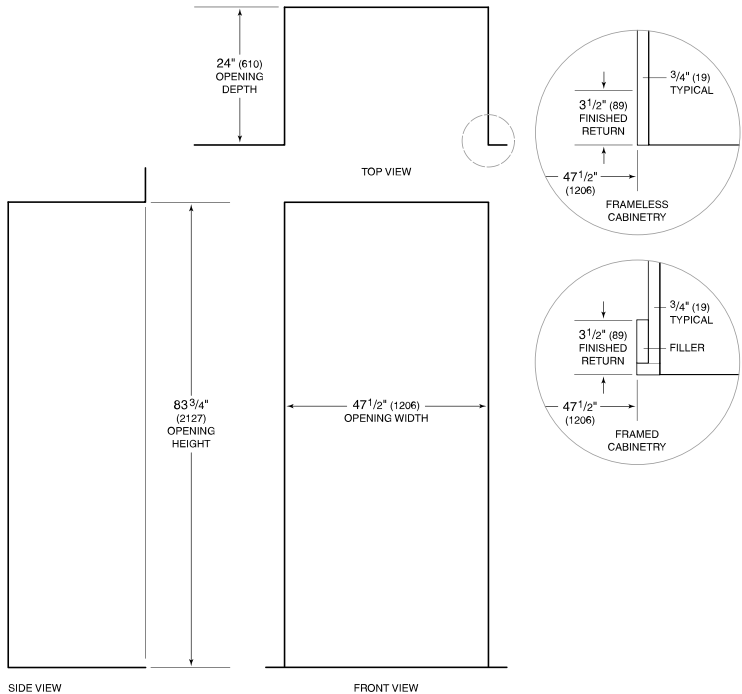 24" (610)
OPENING
DEPTH
TOP VIEW
3/4" (19)
TYPICAL
3 1/2" (89)
FINISHED
RETURN
47 1/2"
(1206)
FRAMELESS
CABINETRY
3/4" (19)
TYPICAL
3 1/2" (89)
FINISHED
RETURN
FILLER
47 1/2"
(1206)
FRAMED
CABINETRY
83 3/4"
(2127)
OPENING
HEIGHT
47 1/2" (1206)
OPENING WIDTH
SIDE VIEW
FRONT VIEW